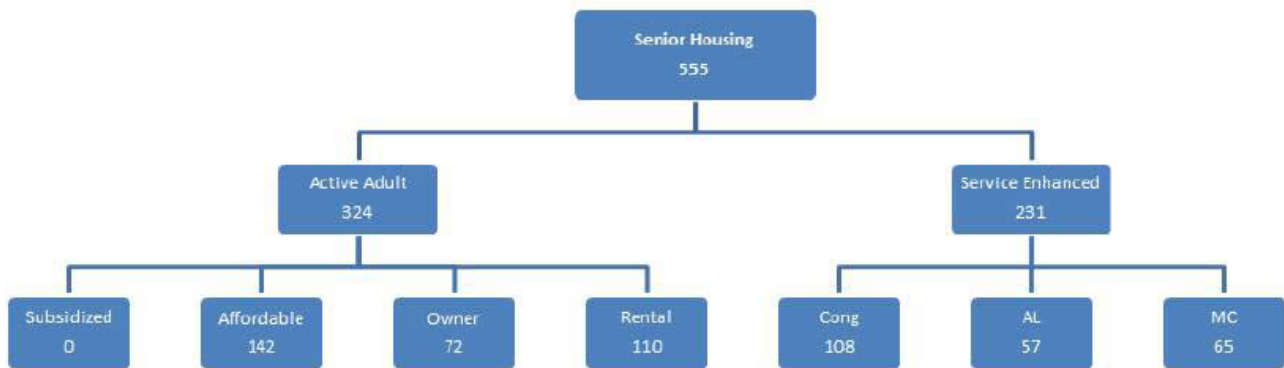 Senior Housing
555
Active Adult
324
Service Enhanced
231
Subsidized
0
Affordable
142
Owner
72
Rental
110
Cong
108
AL
57
MC
65